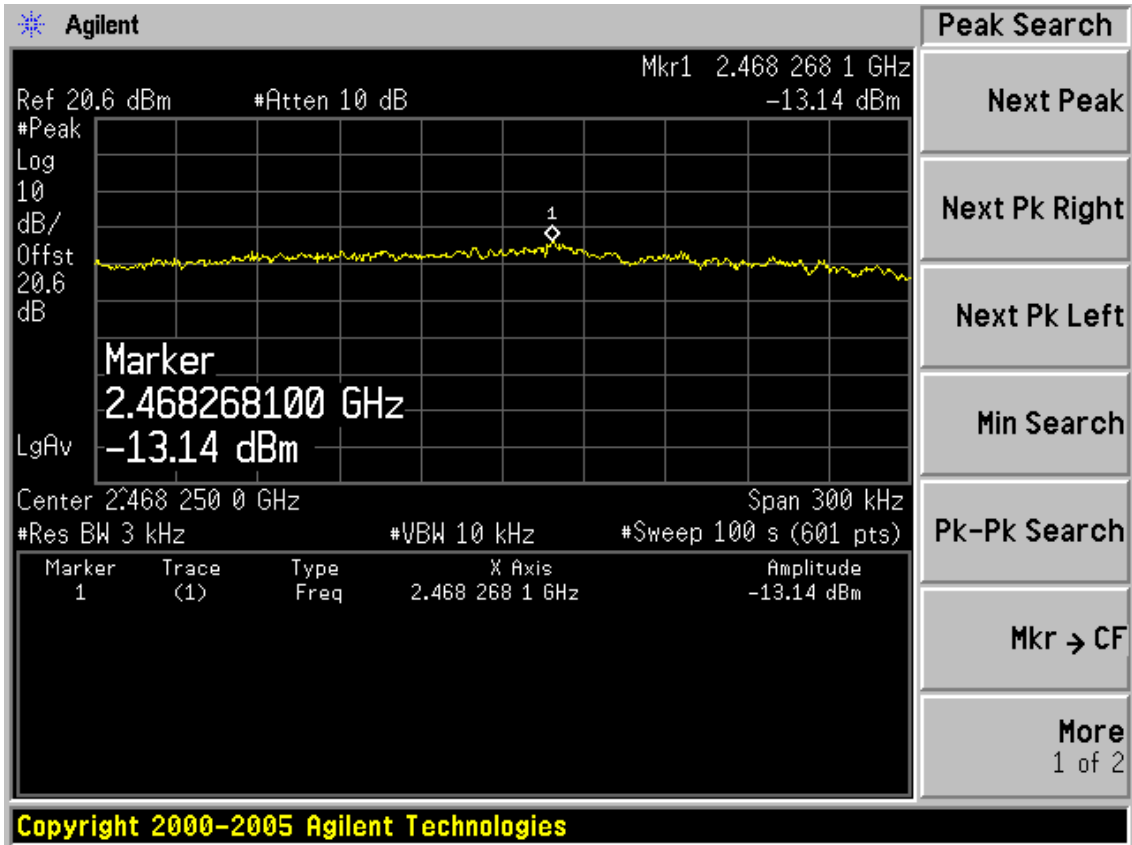 Agilent
Peak Search
Mkr1 2.468 268 1 GHz
Ref 20.6 dBm #Atten 10 dB -13.14 dBm
#Peak
Log
10
dB/
Offst
20.6
dB
1
Marker
2.468268100 GHz
-13.14 dBm
LgAv
Center 2.468 250 0 GHz Span 300 kHz
#Res BW 3 kHz #VBW 10 kHz #Sweep 100 s (601 pts)
Marker Trace Type X Axis Amplitude
1 (1) Freq 2.468 268 1 GHz -13.14 dBm
Next Peak
Next Pk Right
Next Pk Left
Min Search
Pk-Pk Search
Mkr → CF
More
1 of 2
Copyright 2000-2005 Agilent Technologies